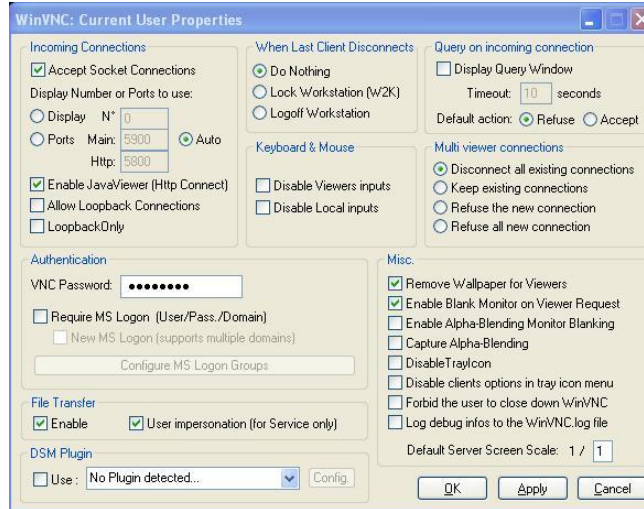 WinVNC: Current User Properties
Incoming Connections
Accept Socket Connections
Display Number or Ports to use:
Display N° 0
Ports Main: 5900 Auto
Http: 5800
Enable JavaViewer (Http Connect)
Allow Loopback Connections
LoopbackOnly
When Last Client Disconnects
Do Nothing
Lock Workstation (W2K)
Logoff Workstation
Keyboard & Mouse
Disable Viewers inputs
Disable Local inputs
Query on incoming connection
Display Query Window
Timeout: 10 seconds
Default action: Refuse Accept
Multi viewer connections
Disconnect all existing connections
Keep existing connections
Refuse the new connection
Refuse all new connection
Authentication
VNC Password: ••••••••
Require MS Logon (User/Pass./Domain)
New MS Logon (supports multiple domains)
Configure MS Logon Groups
File Transfer
Enable User impersonation (for Service only)
DSM Plugin
Use : No Plugin detected... Config.
Misc.
Remove Wallpaper for Viewers
Enable Blank Monitor on Viewer Request
Enable Alpha-Blending Monitor Blanking
Capture Alpha-Blending
DisableTrayIcon
Disable clients options in tray icon menu
Forbid the user to close down WinVNC
Log debug infos to the WinVNC.log file
Default Server Screen Scale: 1 / 1
OK Apply Cancel